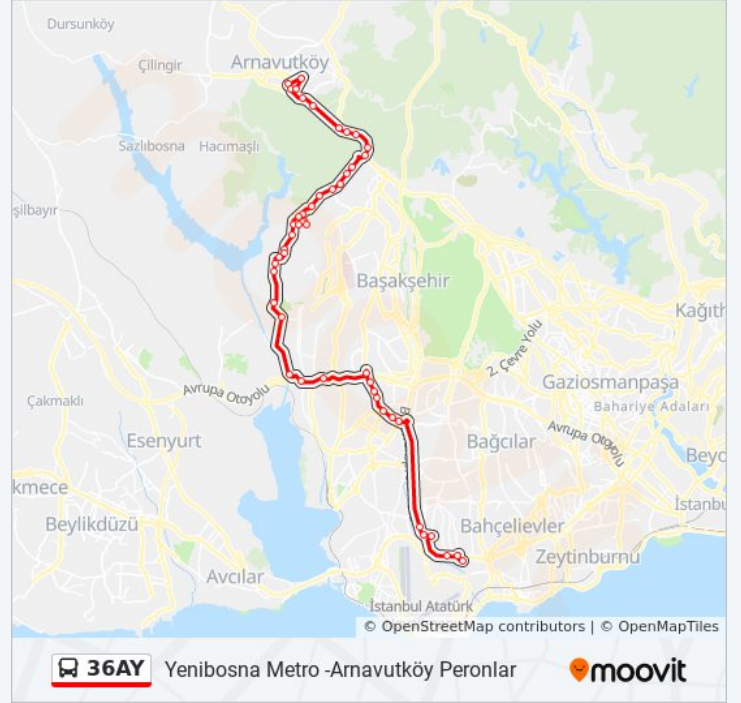 Dursunköy
Çilingir
Arnavutköy
Sazlıbosna
Hacımaşlı
şilbayır
Başakşehir
Kağıth
2. Çevre Yolu
Gaziosmanpaşa
Avrupa Otoyolu
Çakmaklı
Bahariye Adaları
Esenyurt
Bağcılar
Avrupa Otoyolu
Beyo
kmece
İstanbu
Beylikdüzü
Bahçelievler
Zeytinburnu
Avcılar
İstanbul Atatürk
© OpenStreetMap contributors | © OpenMapTiles
36AY Yenibosna Metro -Arnavutköy Peronlar moovit